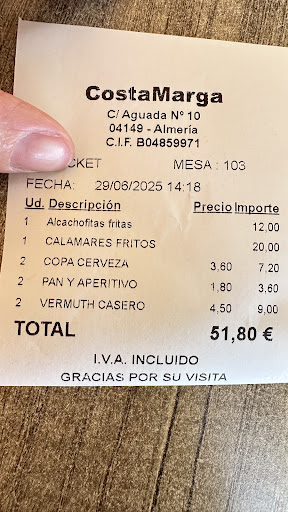 CostaMarga
C/ Aguada Nº 10
04149 - Almería
C.I.F. B04859971
MESA : 103
FECHA: 29/06/2025 14:18
Ud. Descripción Precio Importe
1 Alcachofitas fritas 12,00
1 CALAMARES FRITOS 20,00
2 COPA CERVEZA 3,60 7,20
2 PAN Y APERITIVO 1,80 3,60
2 VERMUTH CASERO 4,50 9,00
TOTAL 51,80 €
I.V.A. INCLUIDO
GRACIAS POR SU VISITA